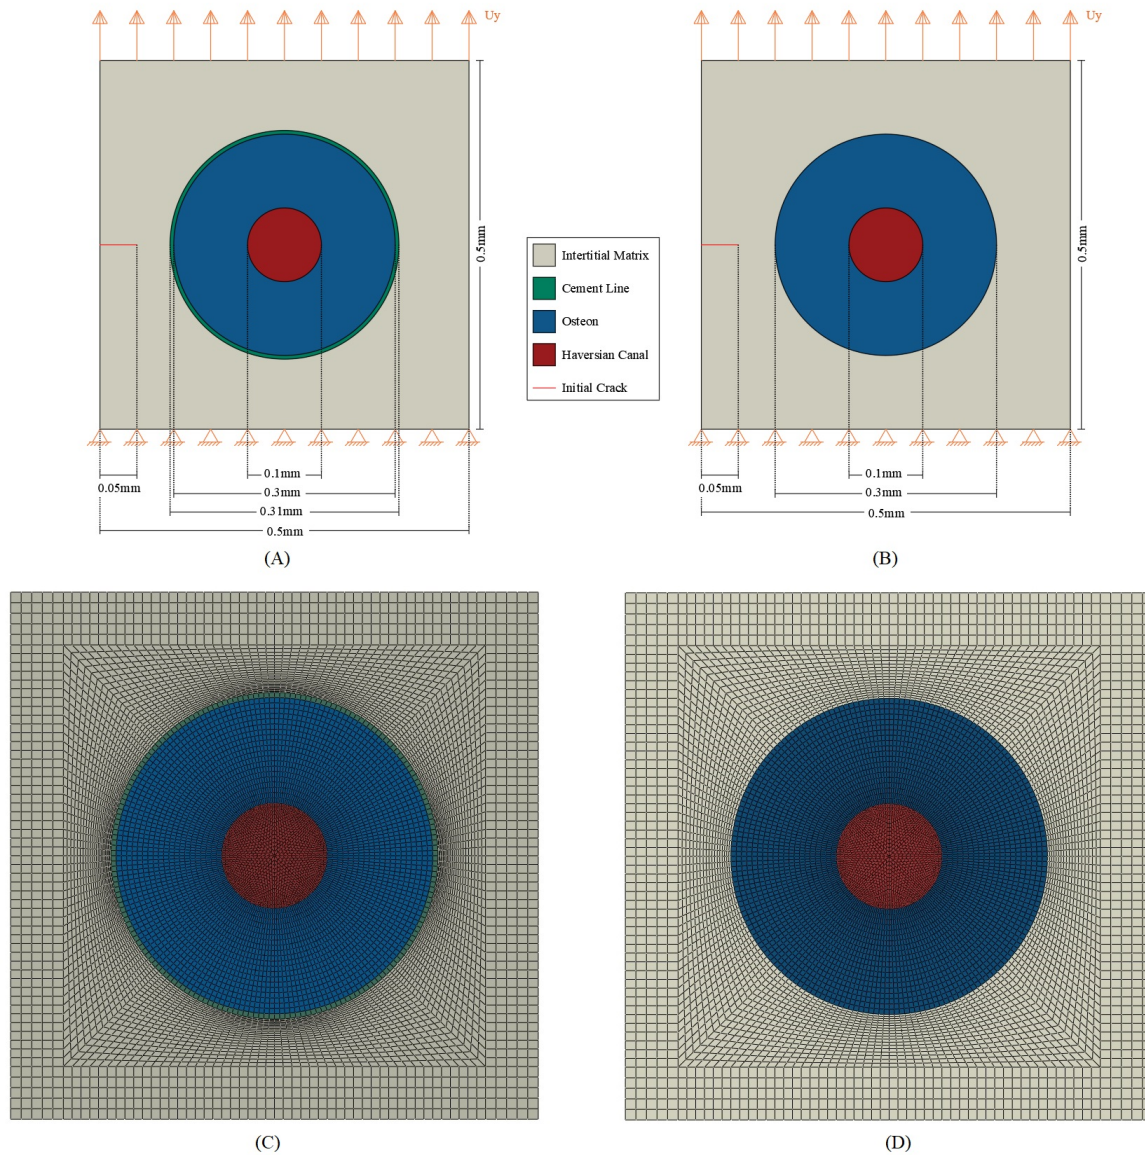 Uy
Uy
0.5mm
0.5mm
Intertitial Matrix
Cement Line
Osteon
Haversian Canal
Initial Crack
0.1mm
0.05mm
0.3mm
0.31mm
0.5mm
0.1mm
0.05mm
0.3mm
0.5mm
(A)
(B)
(C)
(D)